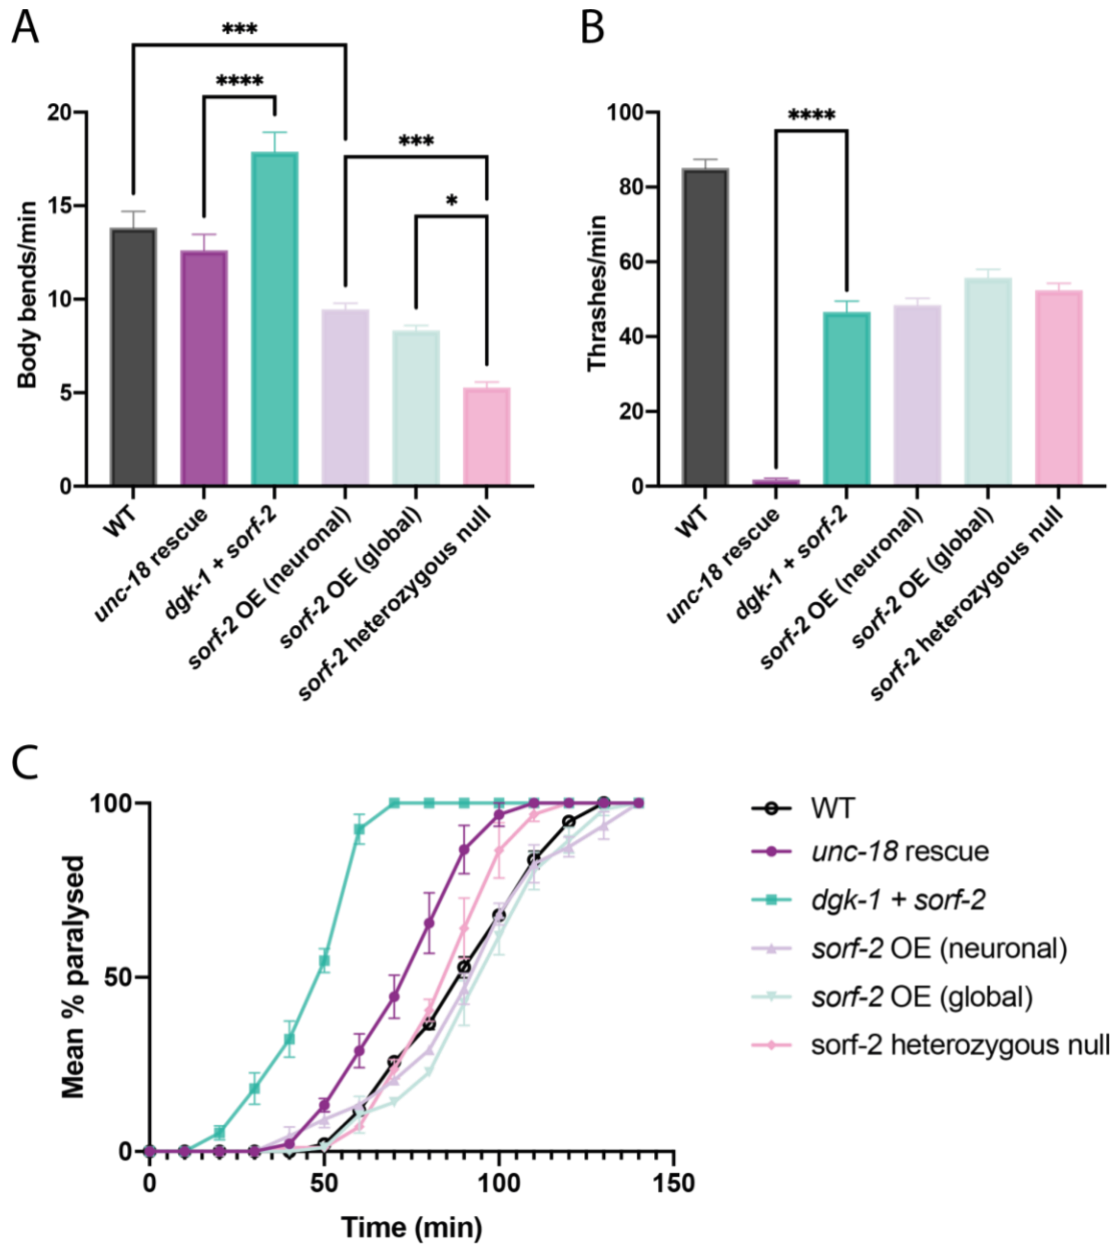 A
B
***
****
***
*
****
20
15
10
5
0
Body bends/min
WT
unc-18 rescue
dgk-1 + sorf-2
sorf-2 OE (neuronal)
sorf-2 OE (global)
sorf-2 heterozygous null
100
80
60
40
20
0
Thrashes/min
WT
unc-18 rescue
dgk-1 + sorf-2
sorf-2 OE (neuronal)
sorf-2 OE (global)
sorf-2 heterozygous null
C
100
50
0
Mean % paralysed
0
50
100
150
Time (min)
WT
unc-18 rescue
dgk-1 + sorf-2
sorf-2 OE (neuronal)
sorf-2 OE (global)
sorf-2 heterozygous null